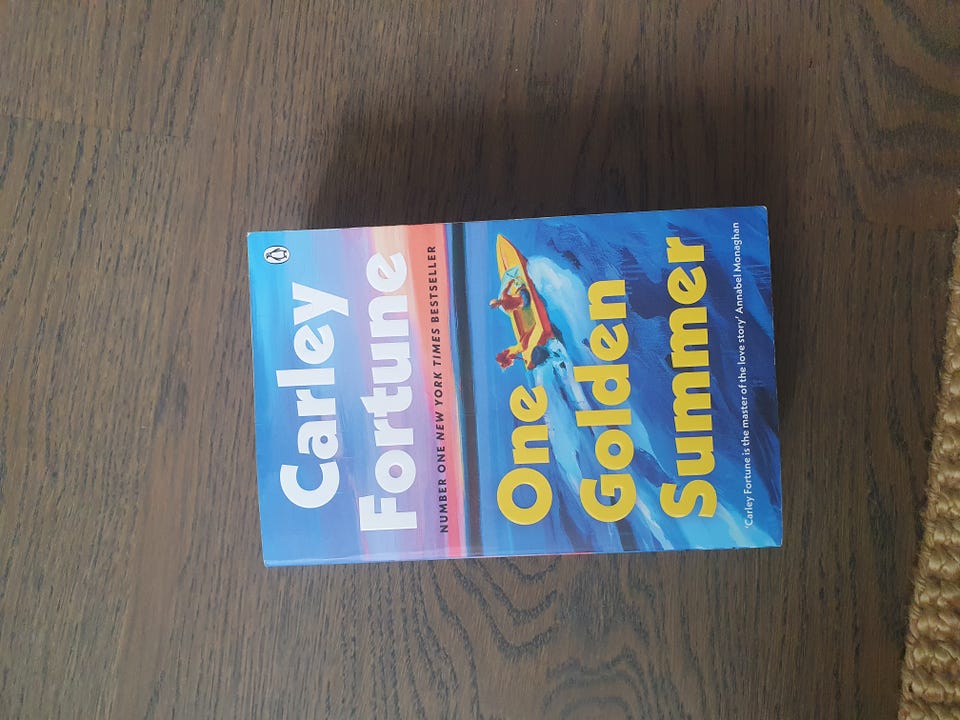 Carley
Fortune
NUMBER ONE NEW YORK TIMES BESTSELLER
One
Golden
Summer
'Carley Fortune is the master of the love story' Annabel Monaghan